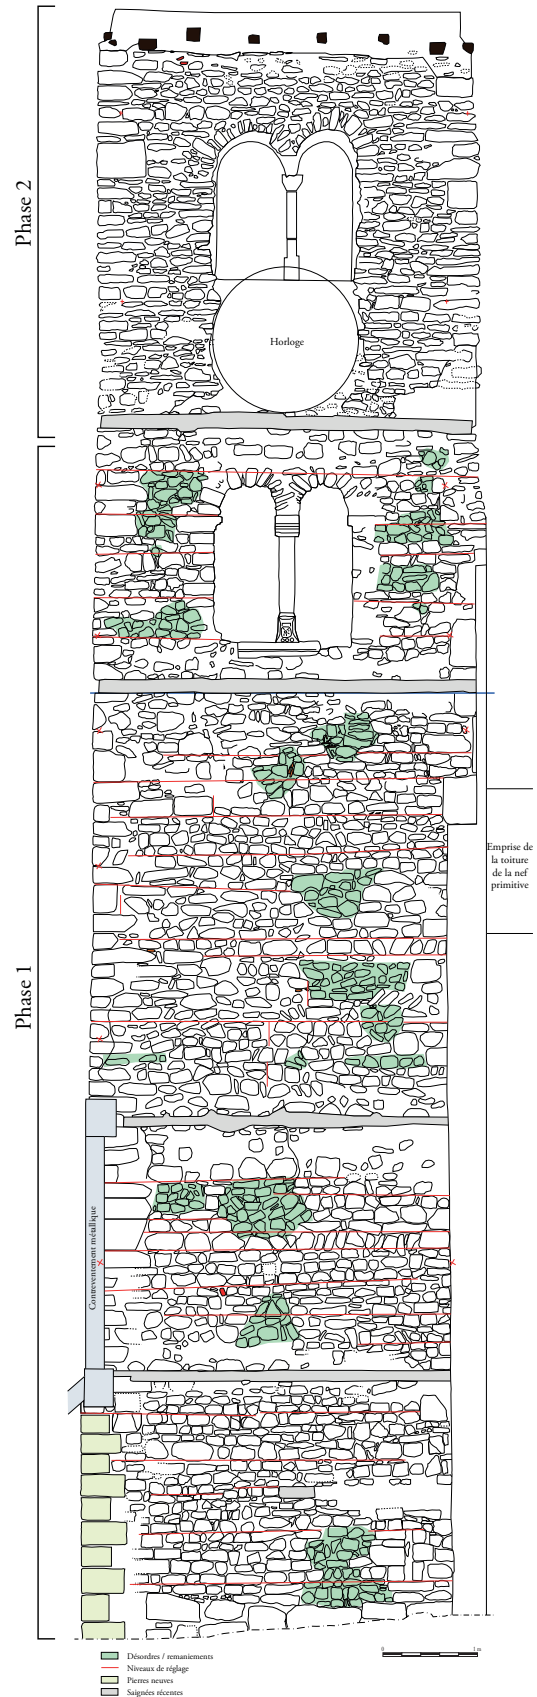 Phase 2
Horloge
Phase 1
Emprise de
la toiture
de la nef
primitive
Contreventement métallique
Désordres / remaniements
Niveaux de réglage
Pierres neuves
Saignées récentes
0
1 m